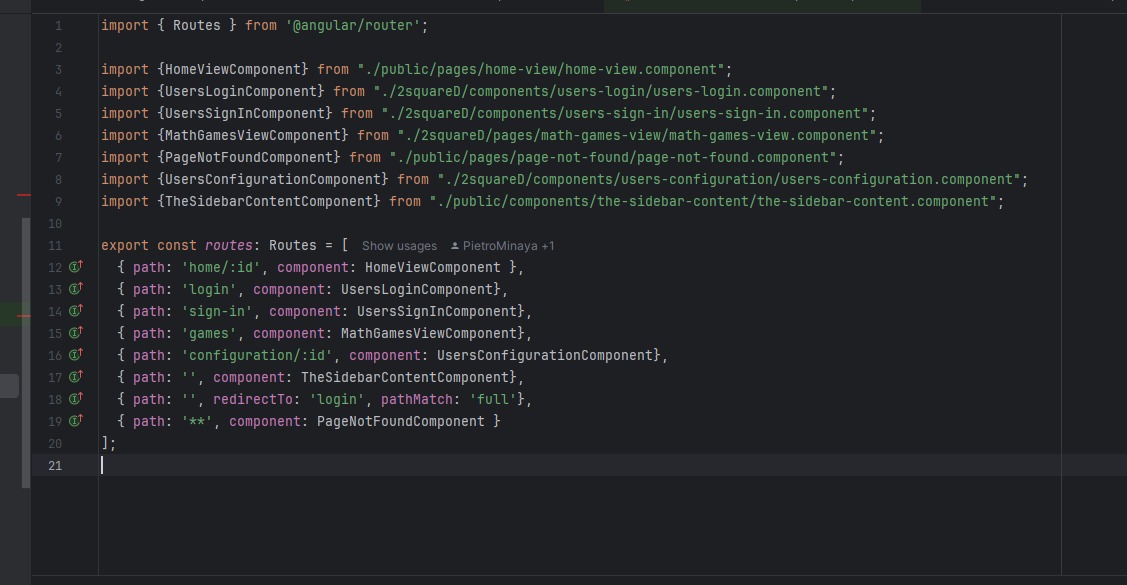 1 import { Routes } from '@angular/router';
2
3 import {HomeViewComponent} from "./public/pages/home-view/home-view.component";
4 import {UsersLoginComponent} from "./2squareD/components/users-login/users-login.component";
5 import {UsersSignInComponent} from "./2squareD/components/users-sign-in/users-sign-in.component";
6 import {MathGamesViewComponent} from "./2squareD/pages/math-games-view/math-games-view.component";
7 import {PageNotFoundComponent} from "./public/pages/page-not-found/page-not-found.component";
8 import {UsersConfigurationComponent} from "./2squareD/components/users-configuration/users-configuration.component";
9 import {TheSidebarContentComponent} from "./public/components/the-sidebar-content/the-sidebar-content.component";
10
11 export const routes: Routes = [ Show usages PietroMinaya +1
12 { path: 'home/:id', component: HomeViewComponent },
13 { path: 'login', component: UsersLoginComponent},
14 { path: 'sign-in', component: UsersSignInComponent},
15 { path: 'games', component: MathGamesViewComponent},
16 { path: 'configuration/:id', component: UsersConfigurationComponent},
17 { path: '', component: TheSidebarContentComponent},
18 { path: '', redirectTo: 'login', pathMatch: 'full'},
19 { path: '**', component: PageNotFoundComponent }
20 ];
21